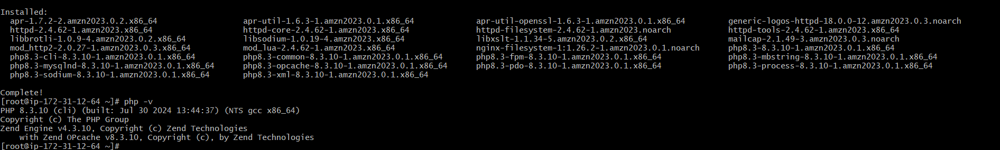 Installed:
  apr-1.7.2-2.amzn2023.0.2.x86_64                  apr-util-1.6.3-1.amzn2023.0.1.x86_64             apr-util-openssl-1.6.3-1.amzn2023.0.1.x86_64         generic-logos-httpd-18.0.0-12.amzn2023.0.3.noarch
  httpd-2.4.62-1.amzn2023.x86_64                   httpd-core-2.4.62-1.amzn2023.x86_64              httpd-filesystem-2.4.62-1.amzn2023.noarch            httpd-tools-2.4.62-1.amzn2023.x86_64
  libbrotli-1.0.9-4.amzn2023.0.2.x86_64            libsodium-1.0.19-4.amzn2023.x86_64               libxslt-1.1.34-5.amzn2023.0.2.x86_64                 mailcap-2.1.49-3.amzn2023.0.3.noarch
  mod_http2-2.0.27-1.amzn2023.0.3.x86_64           mod_lua-2.4.62-1.amzn2023.x86_64                 nginx-filesystem-1:1.26.2-1.amzn2023.0.1.noarch      php8.3-8.3.10-1.amzn2023.0.1.x86_64
  php8.3-cli-8.3.10-1.amzn2023.0.1.x86_64          php8.3-common-8.3.10-1.amzn2023.0.1.x86_64       php8.3-fpm-8.3.10-1.amzn2023.0.1.x86_64              php8.3-mbstring-8.3.10-1.amzn2023.0.1.x86_64
  php8.3-mysqlnd-8.3.10-1.amzn2023.0.1.x86_64      php8.3-opcache-8.3.10-1.amzn2023.0.1.x86_64      php8.3-pdo-8.3.10-1.amzn2023.0.1.x86_64              php8.3-process-8.3.10-1.amzn2023.0.1.x86_64
  php8.3-sodium-8.3.10-1.amzn2023.0.1.x86_64       php8.3-xml-8.3.10-1.amzn2023.0.1.x86_64
Complete!
[root@ip-172-31-12-64 ~]# php -v
PHP 8.3.10 (cli) (built: Jul 30 2024 13:44:37) (NTS gcc x86_64)
Copyright (c) The PHP Group
Zend Engine v4.3.10, Copyright (c) Zend Technologies
    with Zend OPcache v8.3.10, Copyright (c), by Zend Technologies
[root@ip-172-31-12-64 ~]#